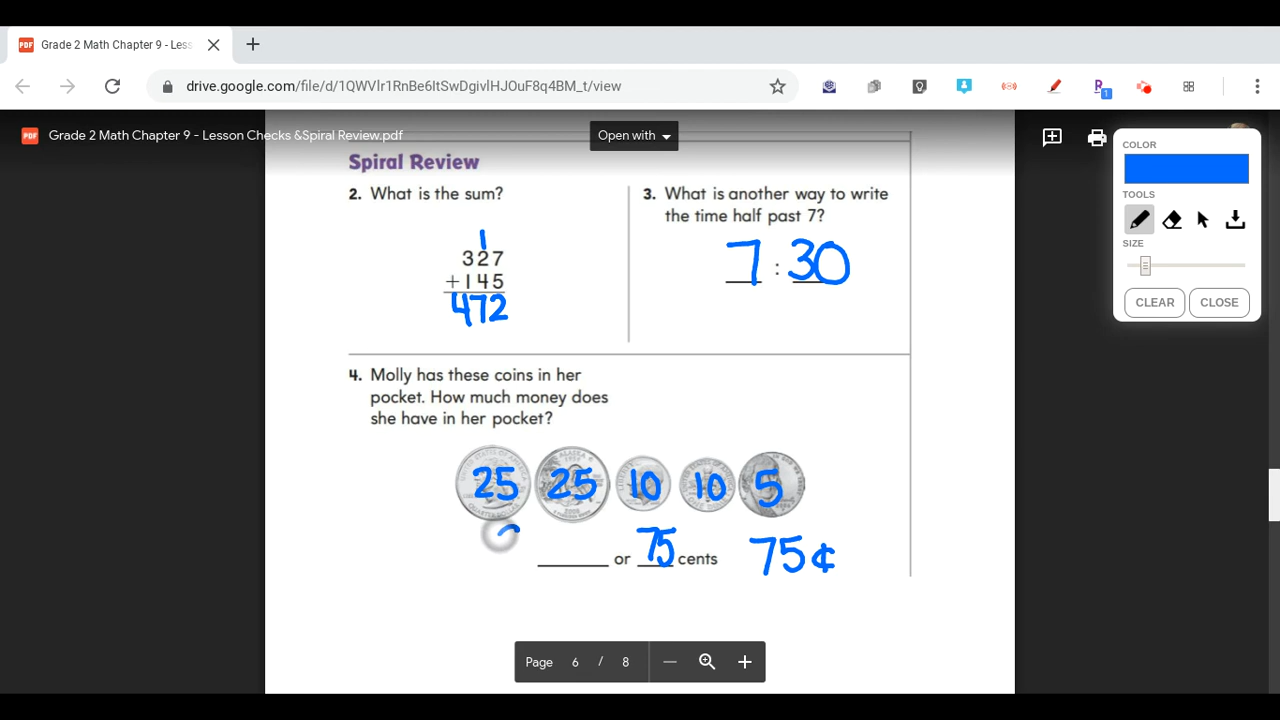 Grade 2 Math Chapter 9 - Less
drive.google.com/file/d/1QWVlr1RnBe6ItSwDgivlHJOuF8q4BM_t/view
Grade 2 Math Chapter 9 - Lesson Checks &Spiral Review.pdf
Open with
COLOR
TOOLS
SIZE
CLEAR CLOSE
Spiral Review
2. What is the sum?
1
327
+145
472
3. What is another way to write
the time half past 7?
7 : 30
4. Molly has these coins in her
pocket. How much money does
she have in her pocket?
25 25 10 10 5
______ or 75 cents 75¢
Page 6 / 8